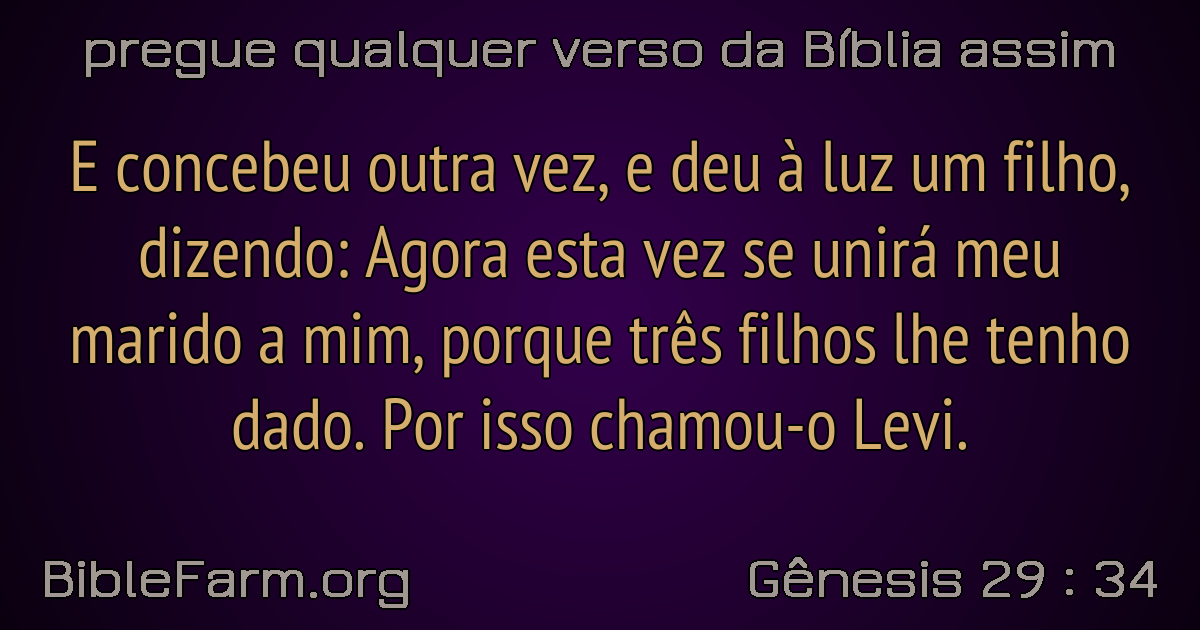 pregue qualquer verso da Bíblia assim
E concebeu outra vez, e deu à luz um filho,
dizendo: Agora esta vez se unirá meu
marido a mim, porque três filhos lhe tenho
dado. Por isso chamou-o Levi.
BibleFarm.org
Gênesis 29 : 34